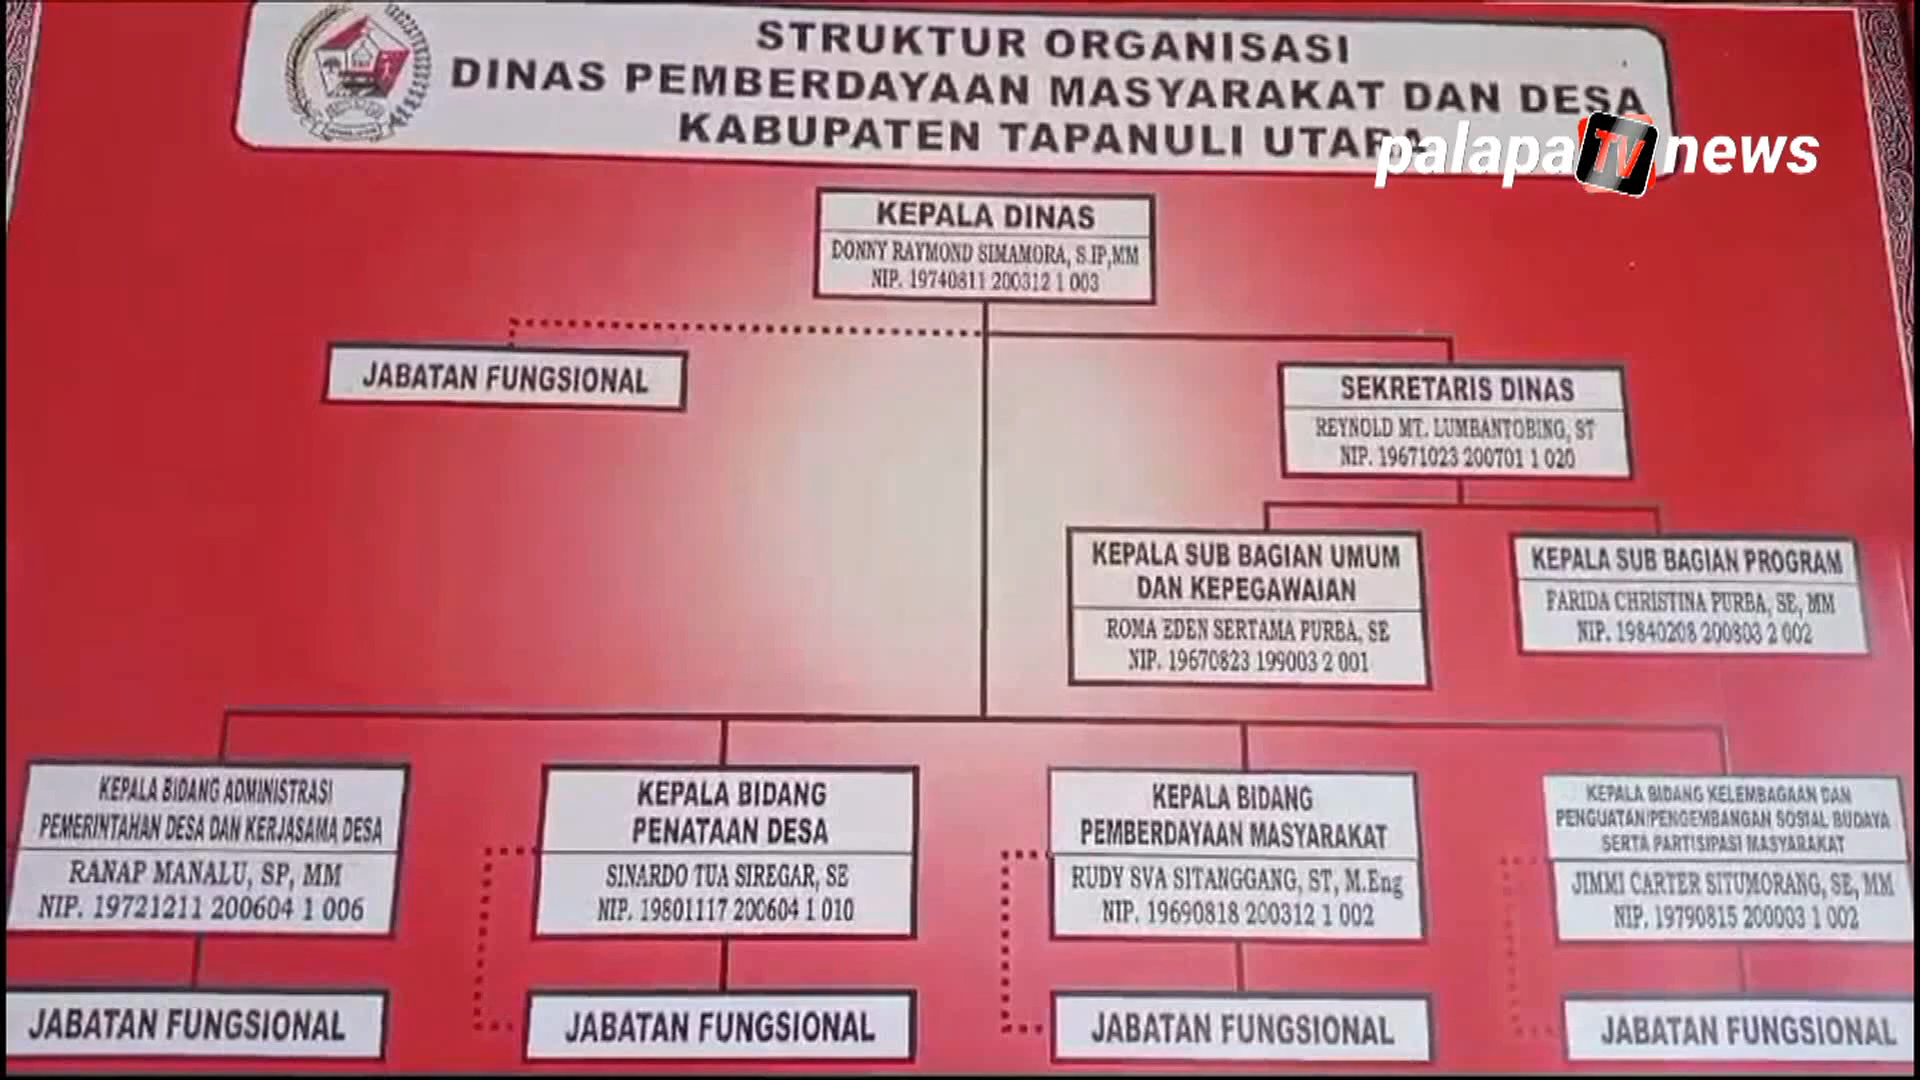 STRUKTUR ORGANISASI
DINAS PEMBERDAYAAN MASYARAKAT DAN DESA
KABUPATEN TAPANULI UTARA
palapa TV news
KEPALA DINAS
DONNY RAYMOND SIMAMORA, S.IP,MM
NIP. 19740811 200312 1 003
JABATAN FUNGSIONAL
SEKRETARIS DINAS
REYNOLD MT. LUMBANTOBING, ST
NIP. 19671023 200701 1 020
KEPALA SUB BAGIAN UMUM
DAN KEPEGAWAIAN
ROMA EDEN SERTAMA PURBA, SE
NIP. 19670823 199003 2 001
KEPALA SUB BAGIAN PROGRAM
FARIDA CHRISTINA PURBA, SE, MM
NIP. 19840208 200803 2 002
KEPALA BIDANG ADMINISTRASI
PEMERINTAHAN DESA DAN KERJASAMA DESA
RANAP MANALU, SP, MM
NIP. 19721211 200604 1 006
JABATAN FUNGSIONAL
KEPALA BIDANG
PENATAAN DESA
SINARDO TUA SIREGAR, SE
NIP. 19801117 200604 1 010
JABATAN FUNGSIONAL
KEPALA BIDANG
PEMBERDAYAAN MASYARAKAT
RUDY SVA SITANGGANG, ST, M.Eng
NIP. 19690818 200312 1 002
JABATAN FUNGSIONAL
KEPALA BIDANG KELEMBAGAAN DAN
PENGUATAN/PENGEMBANGAN SOSIAL BUDAYA
SERTA PARTISIPASI MASYARAKAT
JIMMI CARTER SITUMORANG, SE, MM
NIP. 19790815 200003 1 002
JABATAN FUNGSIONAL